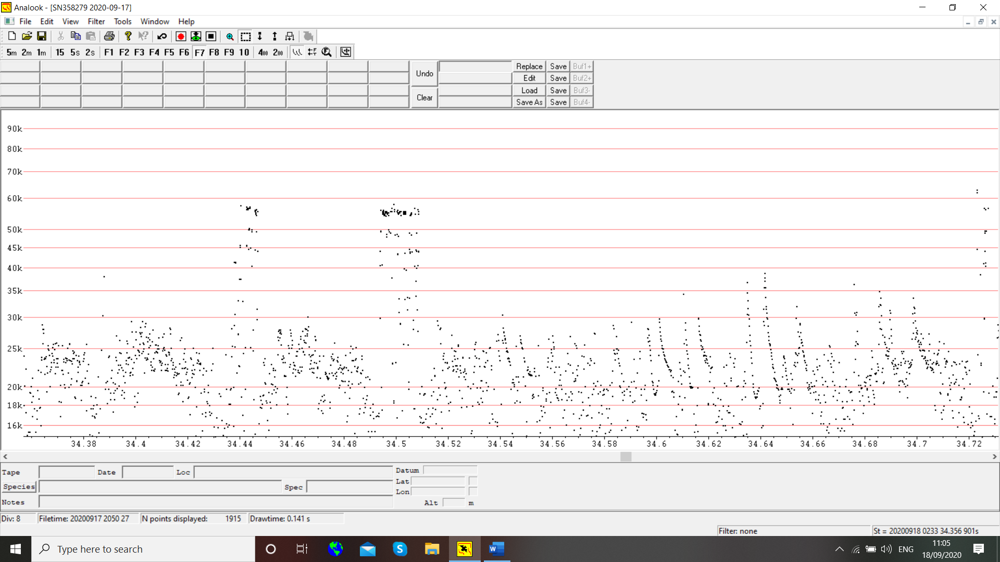 Analook - [SN358279 2020-09-17]
File Edit View Filter Tools Window Help
5m 2m 1m 15 5s 2s F1 F2 F3 F4 F5 F6 F7 F8 F9 10 400 200
Undo Replace Save Buf1+
Edit Save Buf2+
Clear Load Save Buf3-
Save As Save Buf4-
90k
80k
70k
60k
50k
45k
40k
35k
30k
25k
20k
18k
16k
34.38 34.4 34.42 34.44 34.46 34.48 34.5 34.52 34.54 34.56 34.58 34.6 34.62 34.64 34.66 34.68 34.7 34.72
Tape Date Loc Datum
Species Spec Lat
Lon
Notes Alt m
Div: 8 Filetime: 20200917 2050 27 N points displayed: 1915 Drawtime: 0.141 s
Filter: none St = 20200918 0233 34.356 901s
Type here to search ENG 11:05
18/09/2020